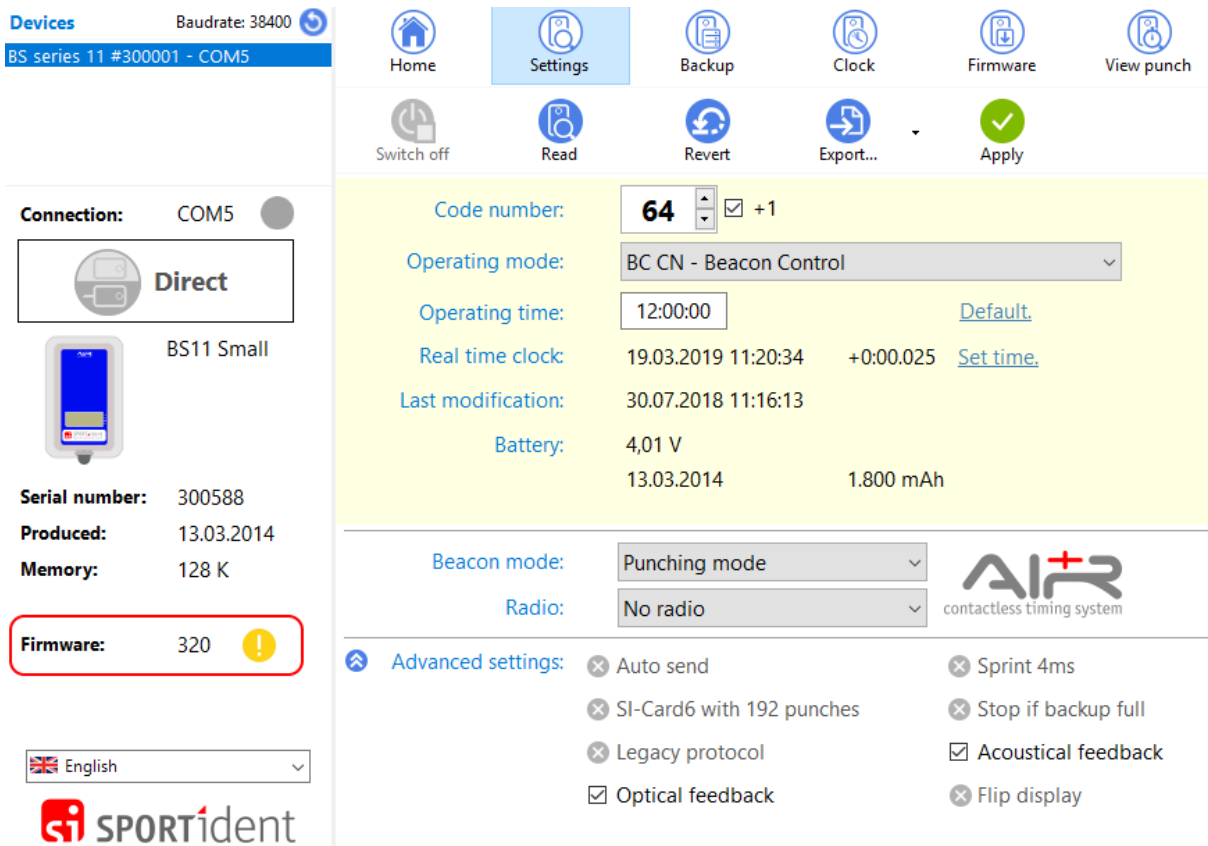 Devices
Baudrate: 38400
BS series 11 #300001 - COM5
Home
Settings
Backup
Clock
Firmware
View punch
Switch off
Read
Revert
Export...
Apply
Connection: COM5
Direct
BS11 Small
Serial number: 300588
Produced: 13.03.2014
Memory: 128 K
Firmware: 320
English
si SPORTident
Code number: 64 +1
Operating mode: BC CN - Beacon Control
Operating time: 12:00:00 Default.
Real time clock: 19.03.2019 11:20:34 +0:00.025 Set time.
Last modification: 30.07.2018 11:16:13
Battery: 4,01 V
13.03.2014 1.800 mAh
Beacon mode: Punching mode
Radio: No radio
AIR+
contactless timing system
Advanced settings:
Auto send
Sprint 4ms
SI-Card6 with 192 punches
Stop if backup full
Legacy protocol
Acoustical feedback
Optical feedback
Flip display